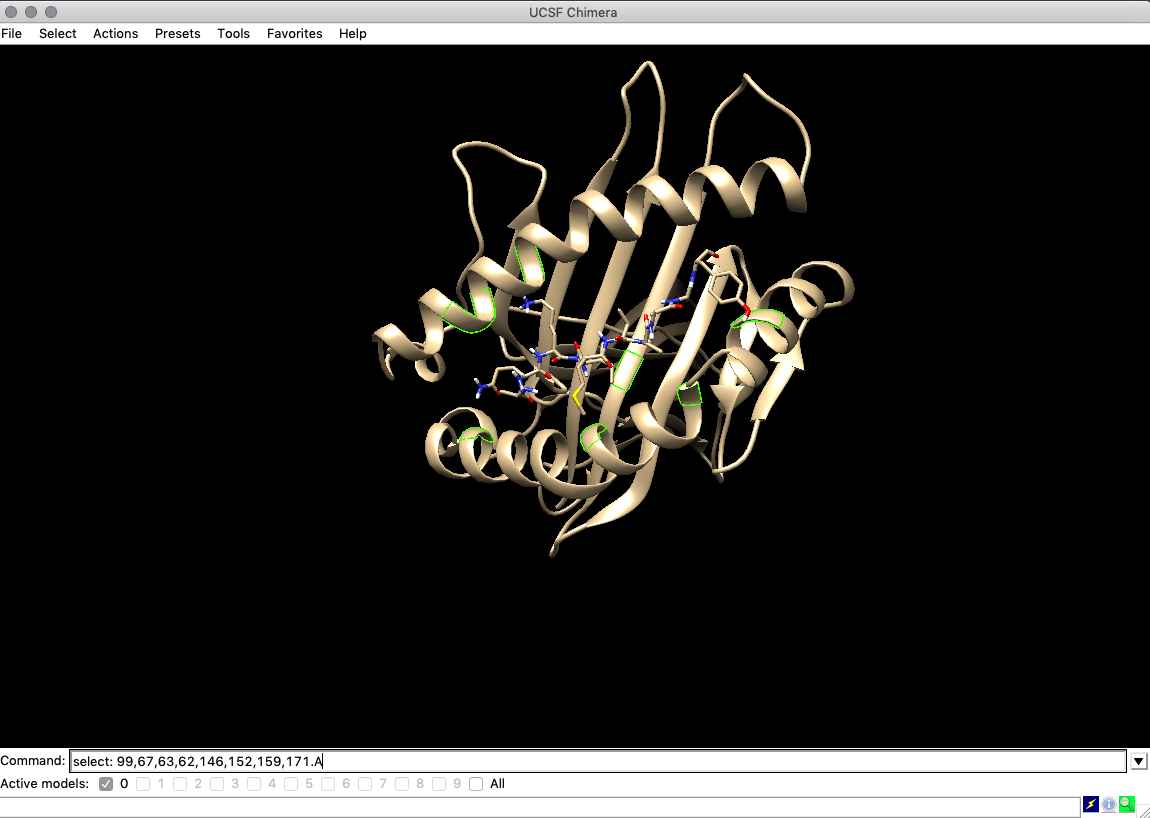 UCSF Chimera
File Select Actions Presets Tools Favorites Help
Command: select: 99,67,63,62,146,152,159,171.A
Active models: 0 1 2 3 4 5 6 7 8 9 All